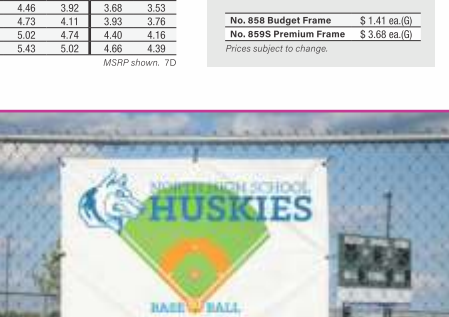 4.46 3.92 3.68 3.53
4.73 4.11 3.93 3.76
5.02 4.74 4.40 4.16
5.43 5.02 4.66 4.39
MSRP shown. 7D
No. 858 Budget Frame $ 1.41 ea.(G)
No. 859S Premium Frame $ 3.68 ea.(G)
Prices subject to change.
NORTH HIGH SCHOOL
HUSKIES
BASE BALL